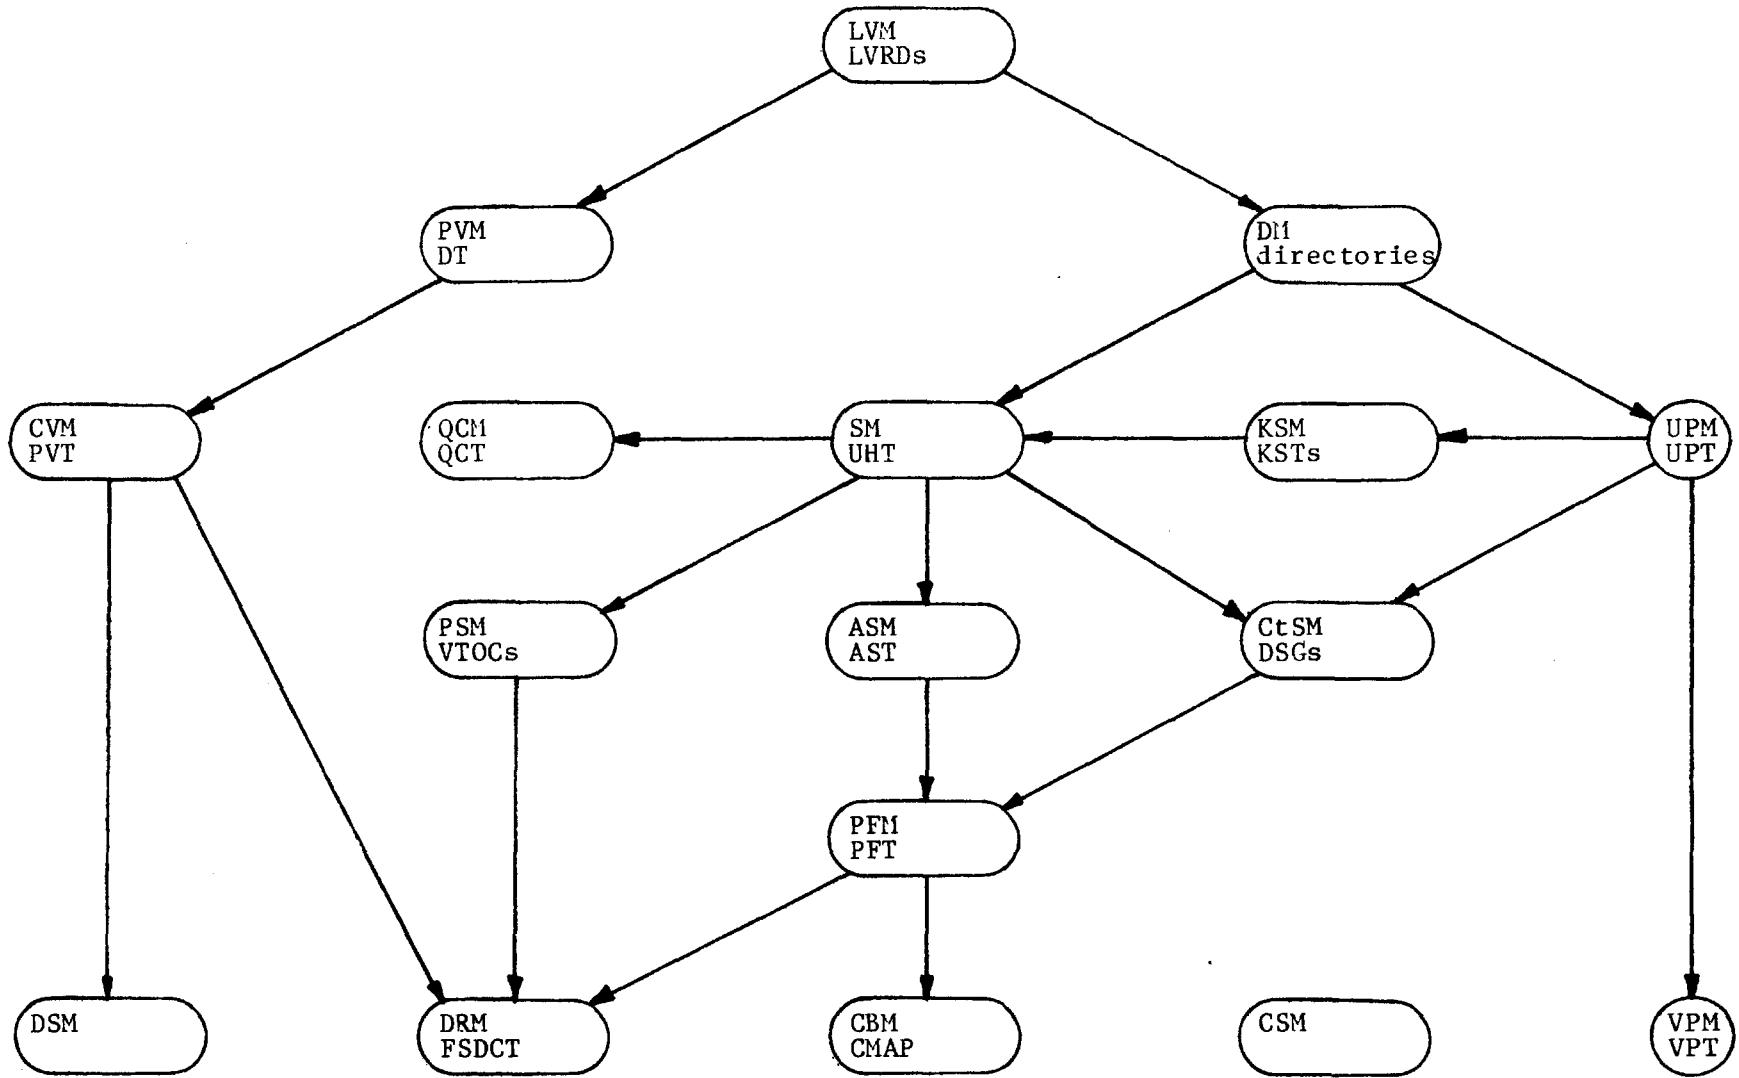 LVM
LVRDs
PVM
DT
DM
directories
CVM
PVT
QCM
QCT
SM
UHT
KSM
KSTs
UPM
UPT
PSM
VTOCs
ASM
AST
CtSM
DSGs
PFM
PFT
DSM
DRM
FSDCT
CBM
CMAP
CSM
VPM
VPT